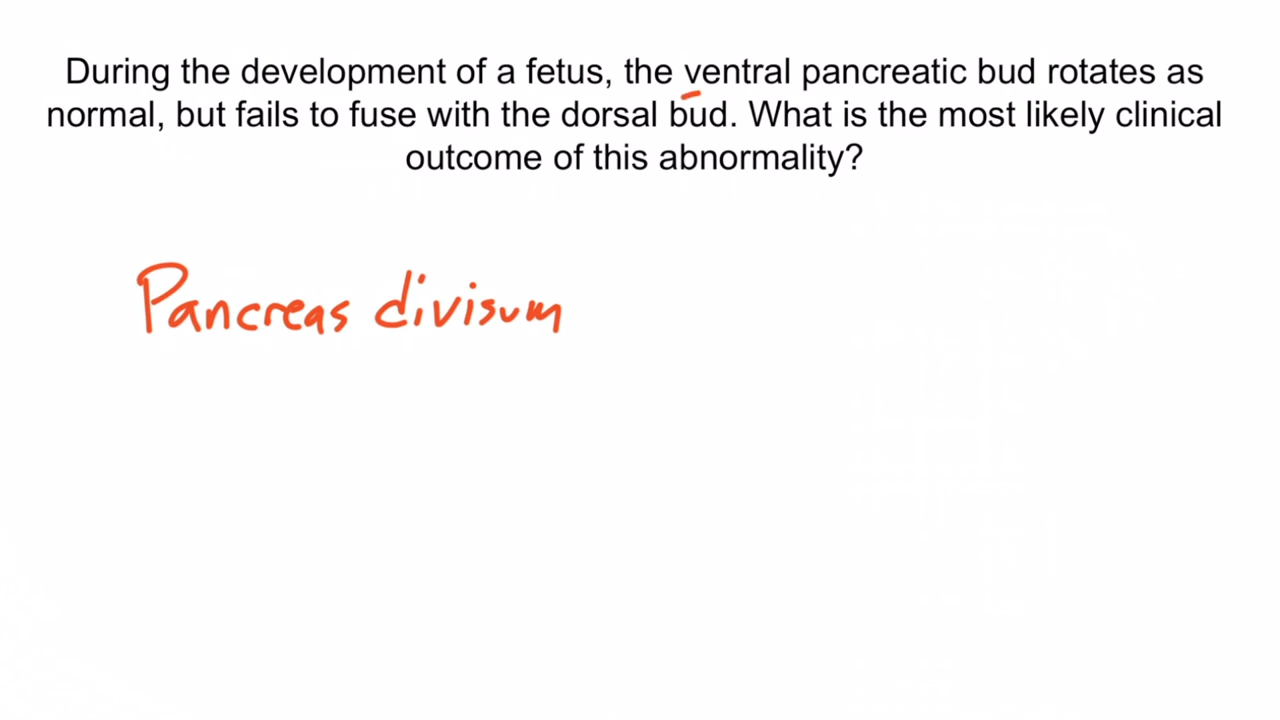 During the development of a fetus, the ventral pancreatic bud rotates as
normal, but fails to fuse with the dorsal bud. What is the most likely clinical
outcome of this abnormality?
Pancreas divisum